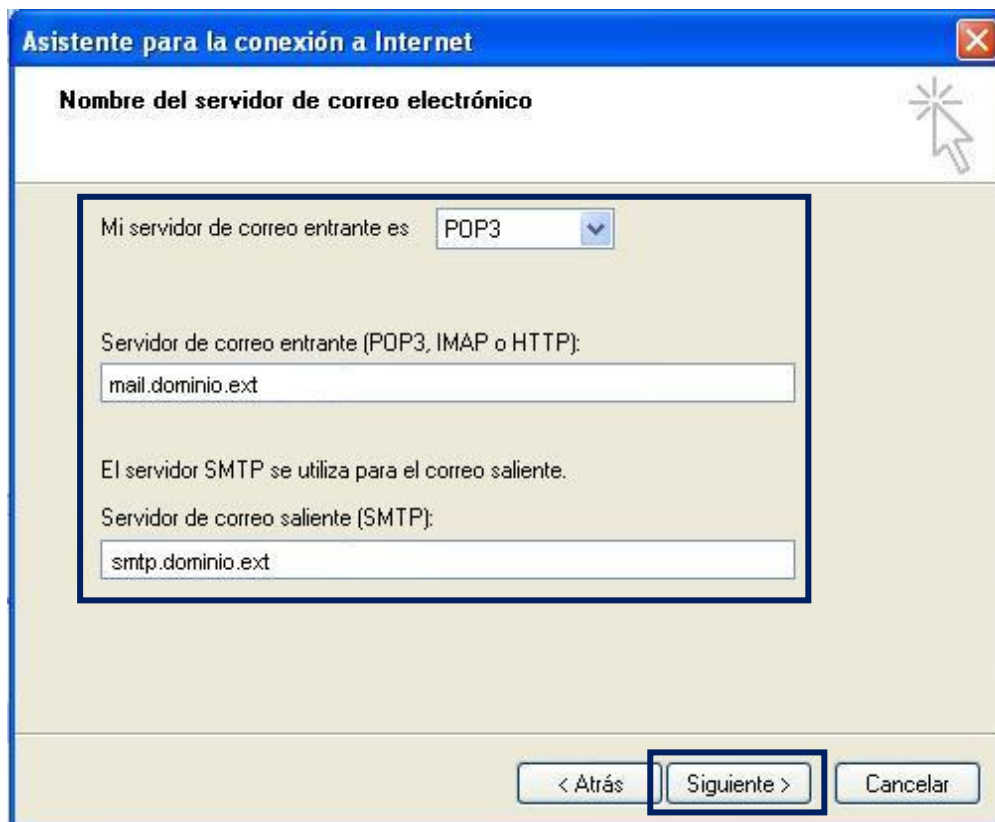 Asistente para la conexión a Internet
Nombre del servidor de correo electrónico
Mi servidor de correo entrante es POP3
Servidor de correo entrante (POP3, IMAP o HTTP):
mail.dominio.ext
El servidor SMTP se utiliza para el correo saliente.
Servidor de correo saliente (SMTP):
smtp.dominio.ext
< Atrás Siguiente > Cancelar